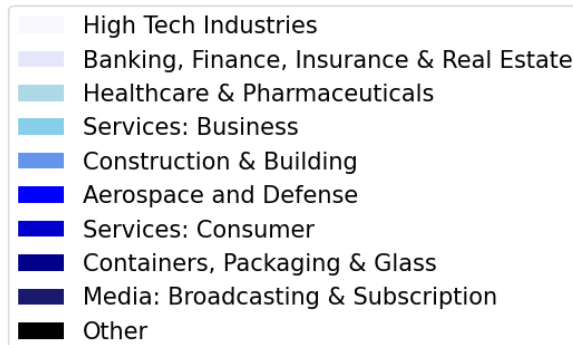 High Tech Industries
Banking, Finance, Insurance & Real Estate
Healthcare & Pharmaceuticals
Services: Business
Construction & Building
Aerospace and Defense
Services: Consumer
Containers, Packaging & Glass
Media: Broadcasting & Subscription
Other